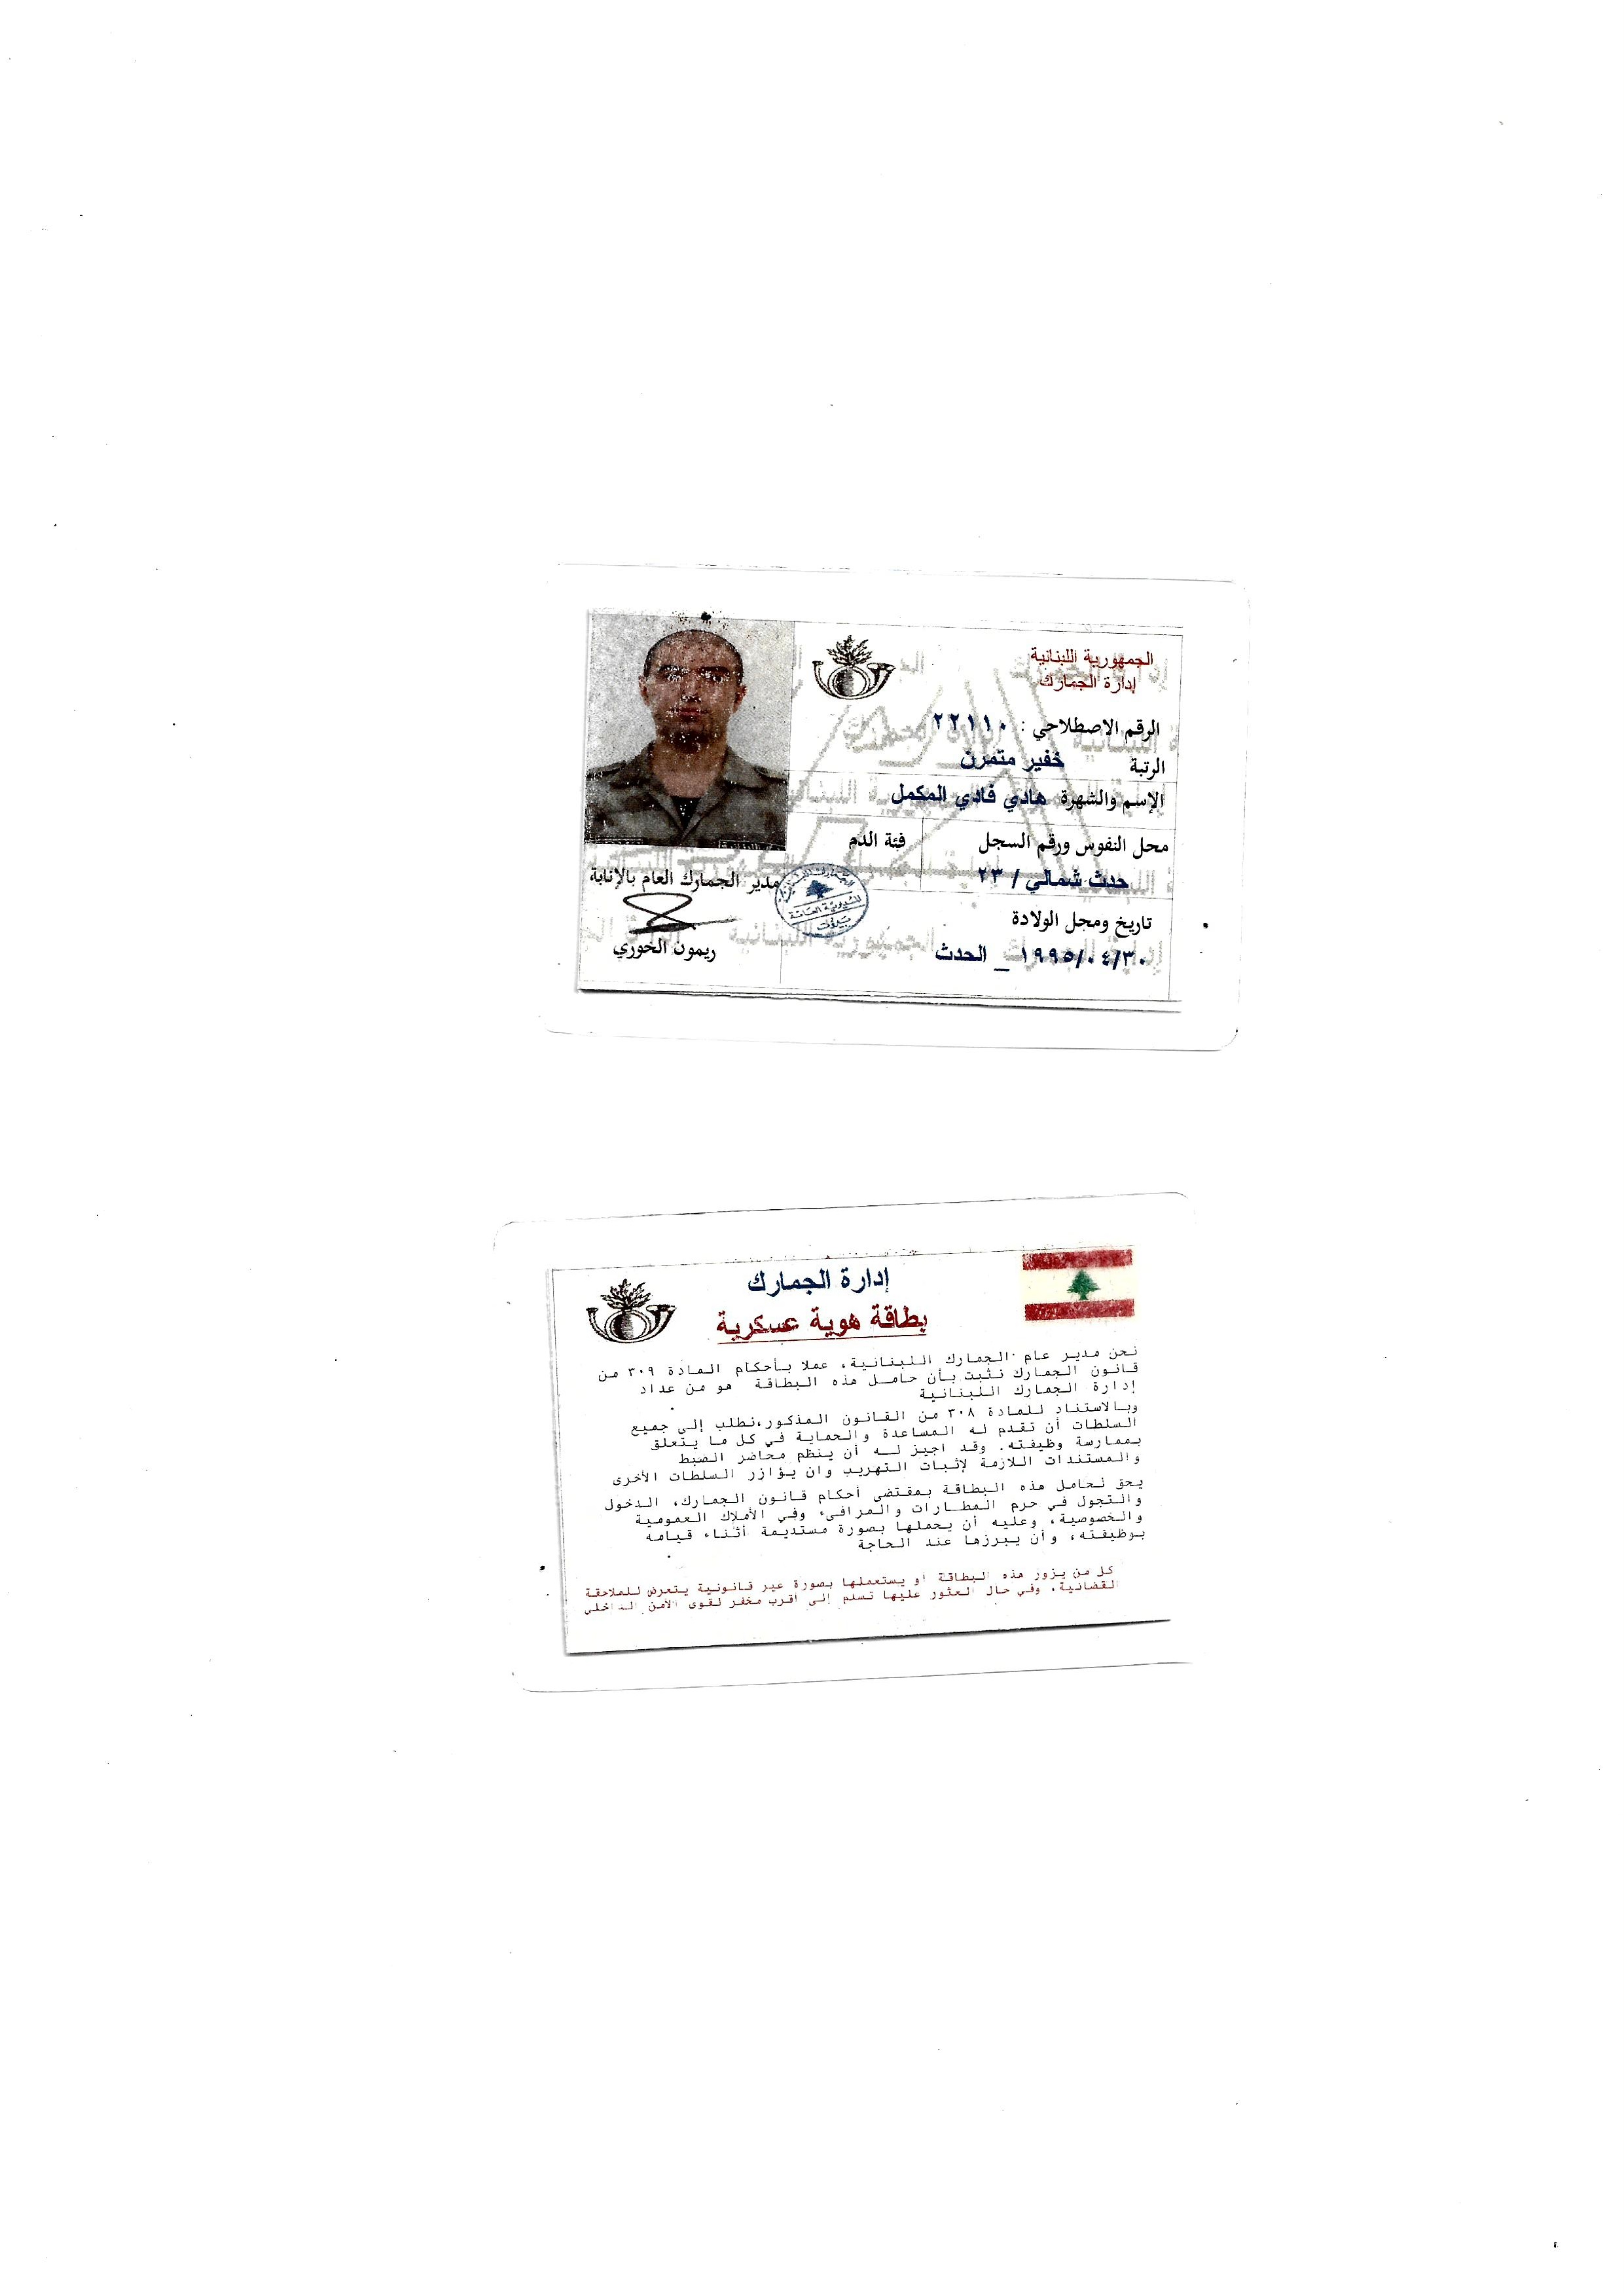 الجمهورية اللبنانية
إدارة الجمارك
الرقم الاصطلاحي : ٢٢١١٠
الرتبة خفير متمرن
الإسم والشهرة هادي فادي المكمل
محل النفوس ورقم السجل فئة الدم
حدث شمالي / ٢٣
مدير الجمارك العام بالإنابة
تاريخ ومحل الولادة
ريمون الخوري
١٩٩٥/٠٤/٣٠ _ الحدث
إدارة الجمارك
بطاقة هوية عسكرية
نحن مدير عام الجمارك اللبنانية، عملا بأحكام المادة ٣٠٩ من
قانون الجمارك نثبت بأن حامل هذه البطاقة هو من عداد
إدارة الجمارك اللبنانية
وبالاستناد للمادة ٣٠٨ من القانون المذكور،نطلب إلى جميع
السلطات أن تقدم له المساعدة والحماية في كل ما يتعلق
بممارسة وظيفته. وقد اجيز له أن ينظم محاضر الضبط
والمستندات اللازمة لإثبات التهريب وان يؤازر السلطات الأخرى
يحق لحامل هذه البطاقة بمقتضى أحكام قانون الجمارك، الدخول
والتجول في حرم المطارات والمرافىء وفي الأملاك العمومية
والخصوصية، وعليه أن يحملها بصورة مستديمة أثناء قيامه
بوظيفته، وأن يبرزها عند الحاجة
كل من يزور هذه البطاقة او يستعملها بصورة غير قانونية يتعرض للملاحقة
القضائية. وفي حال العثور عليها تسلم إلى اقرب مخفر لقوى الامن الداخلي